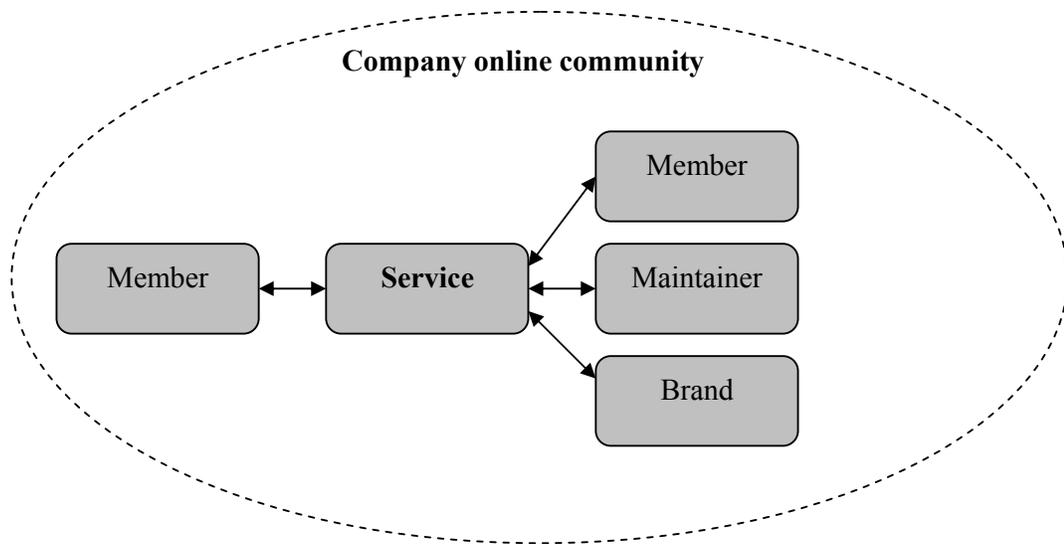 Company online community
Member
Member
Service
Maintainer
Brand